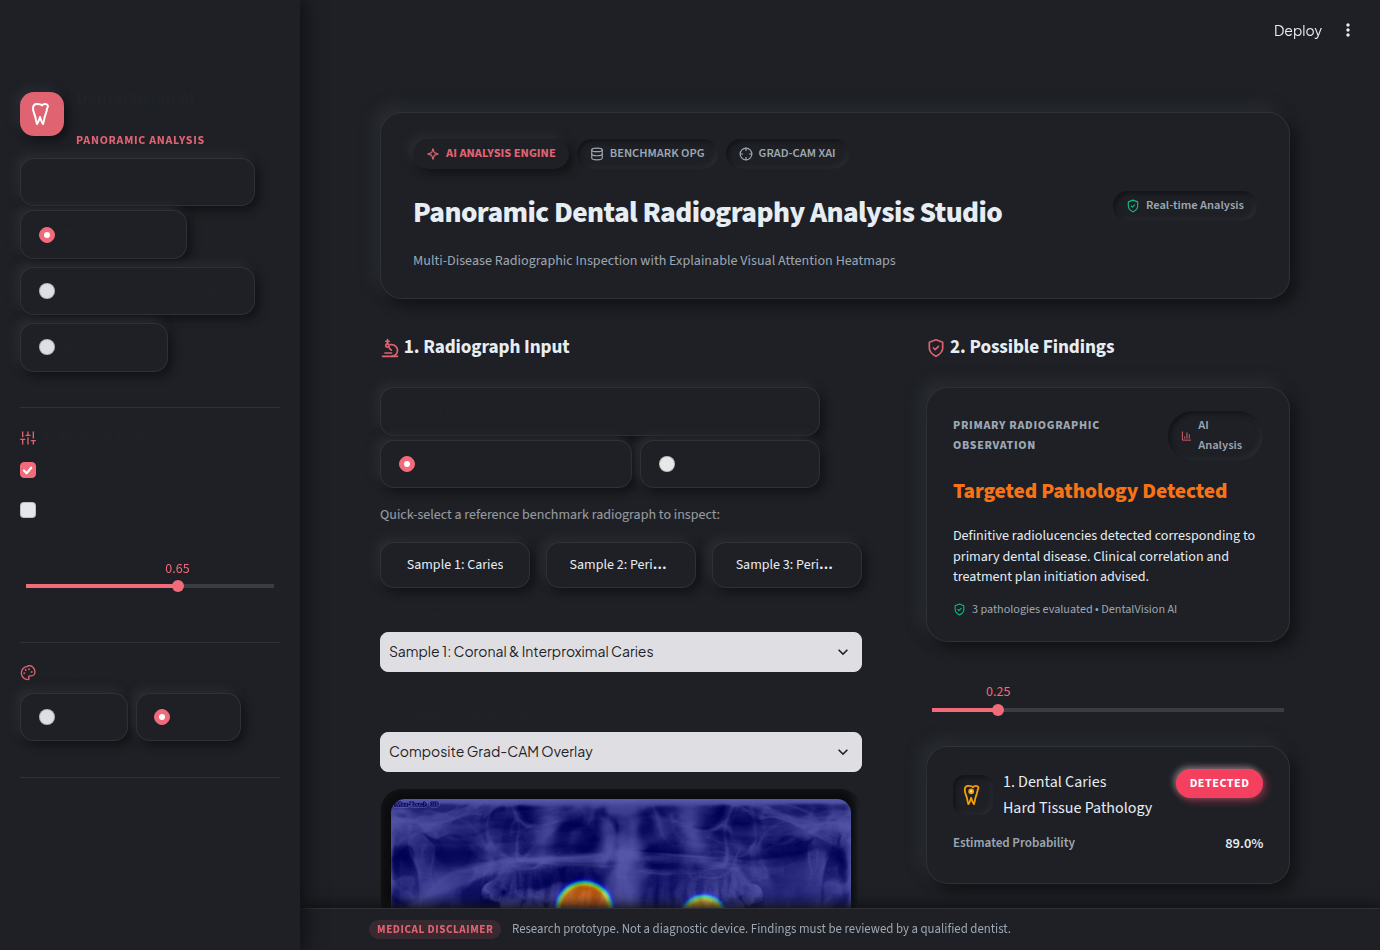 Deploy
PANORAMIC ANALYSIS
0.65
AI ANALYSIS ENGINE
BENCHMARK OPG
GRAD-CAM XAI
Panoramic Dental Radiography Analysis Studio
Real-time Analysis
Multi-Disease Radiographic Inspection with Explainable Visual Attention Heatmaps
1. Radiograph Input
Quick-select a reference benchmark radiograph to inspect:
Sample 1: Caries
Sample 2: Peri...
Sample 3: Peri...
Sample 1: Coronal & Interproximal Caries
Composite Grad-CAM Overlay
2. Possible Findings
PRIMARY RADIOGRAPHIC
OBSERVATION
AI
Analysis
Targeted Pathology Detected
Definitive radiolucencies detected corresponding to
primary dental disease. Clinical correlation and
treatment plan initiation advised.
3 pathologies evaluated • DentalVision AI
0.25
1. Dental Caries
Hard Tissue Pathology
DETECTED
Estimated Probability
89.0%
MEDICAL DISCLAIMER
Research prototype. Not a diagnostic device. Findings must be reviewed by a qualified dentist.